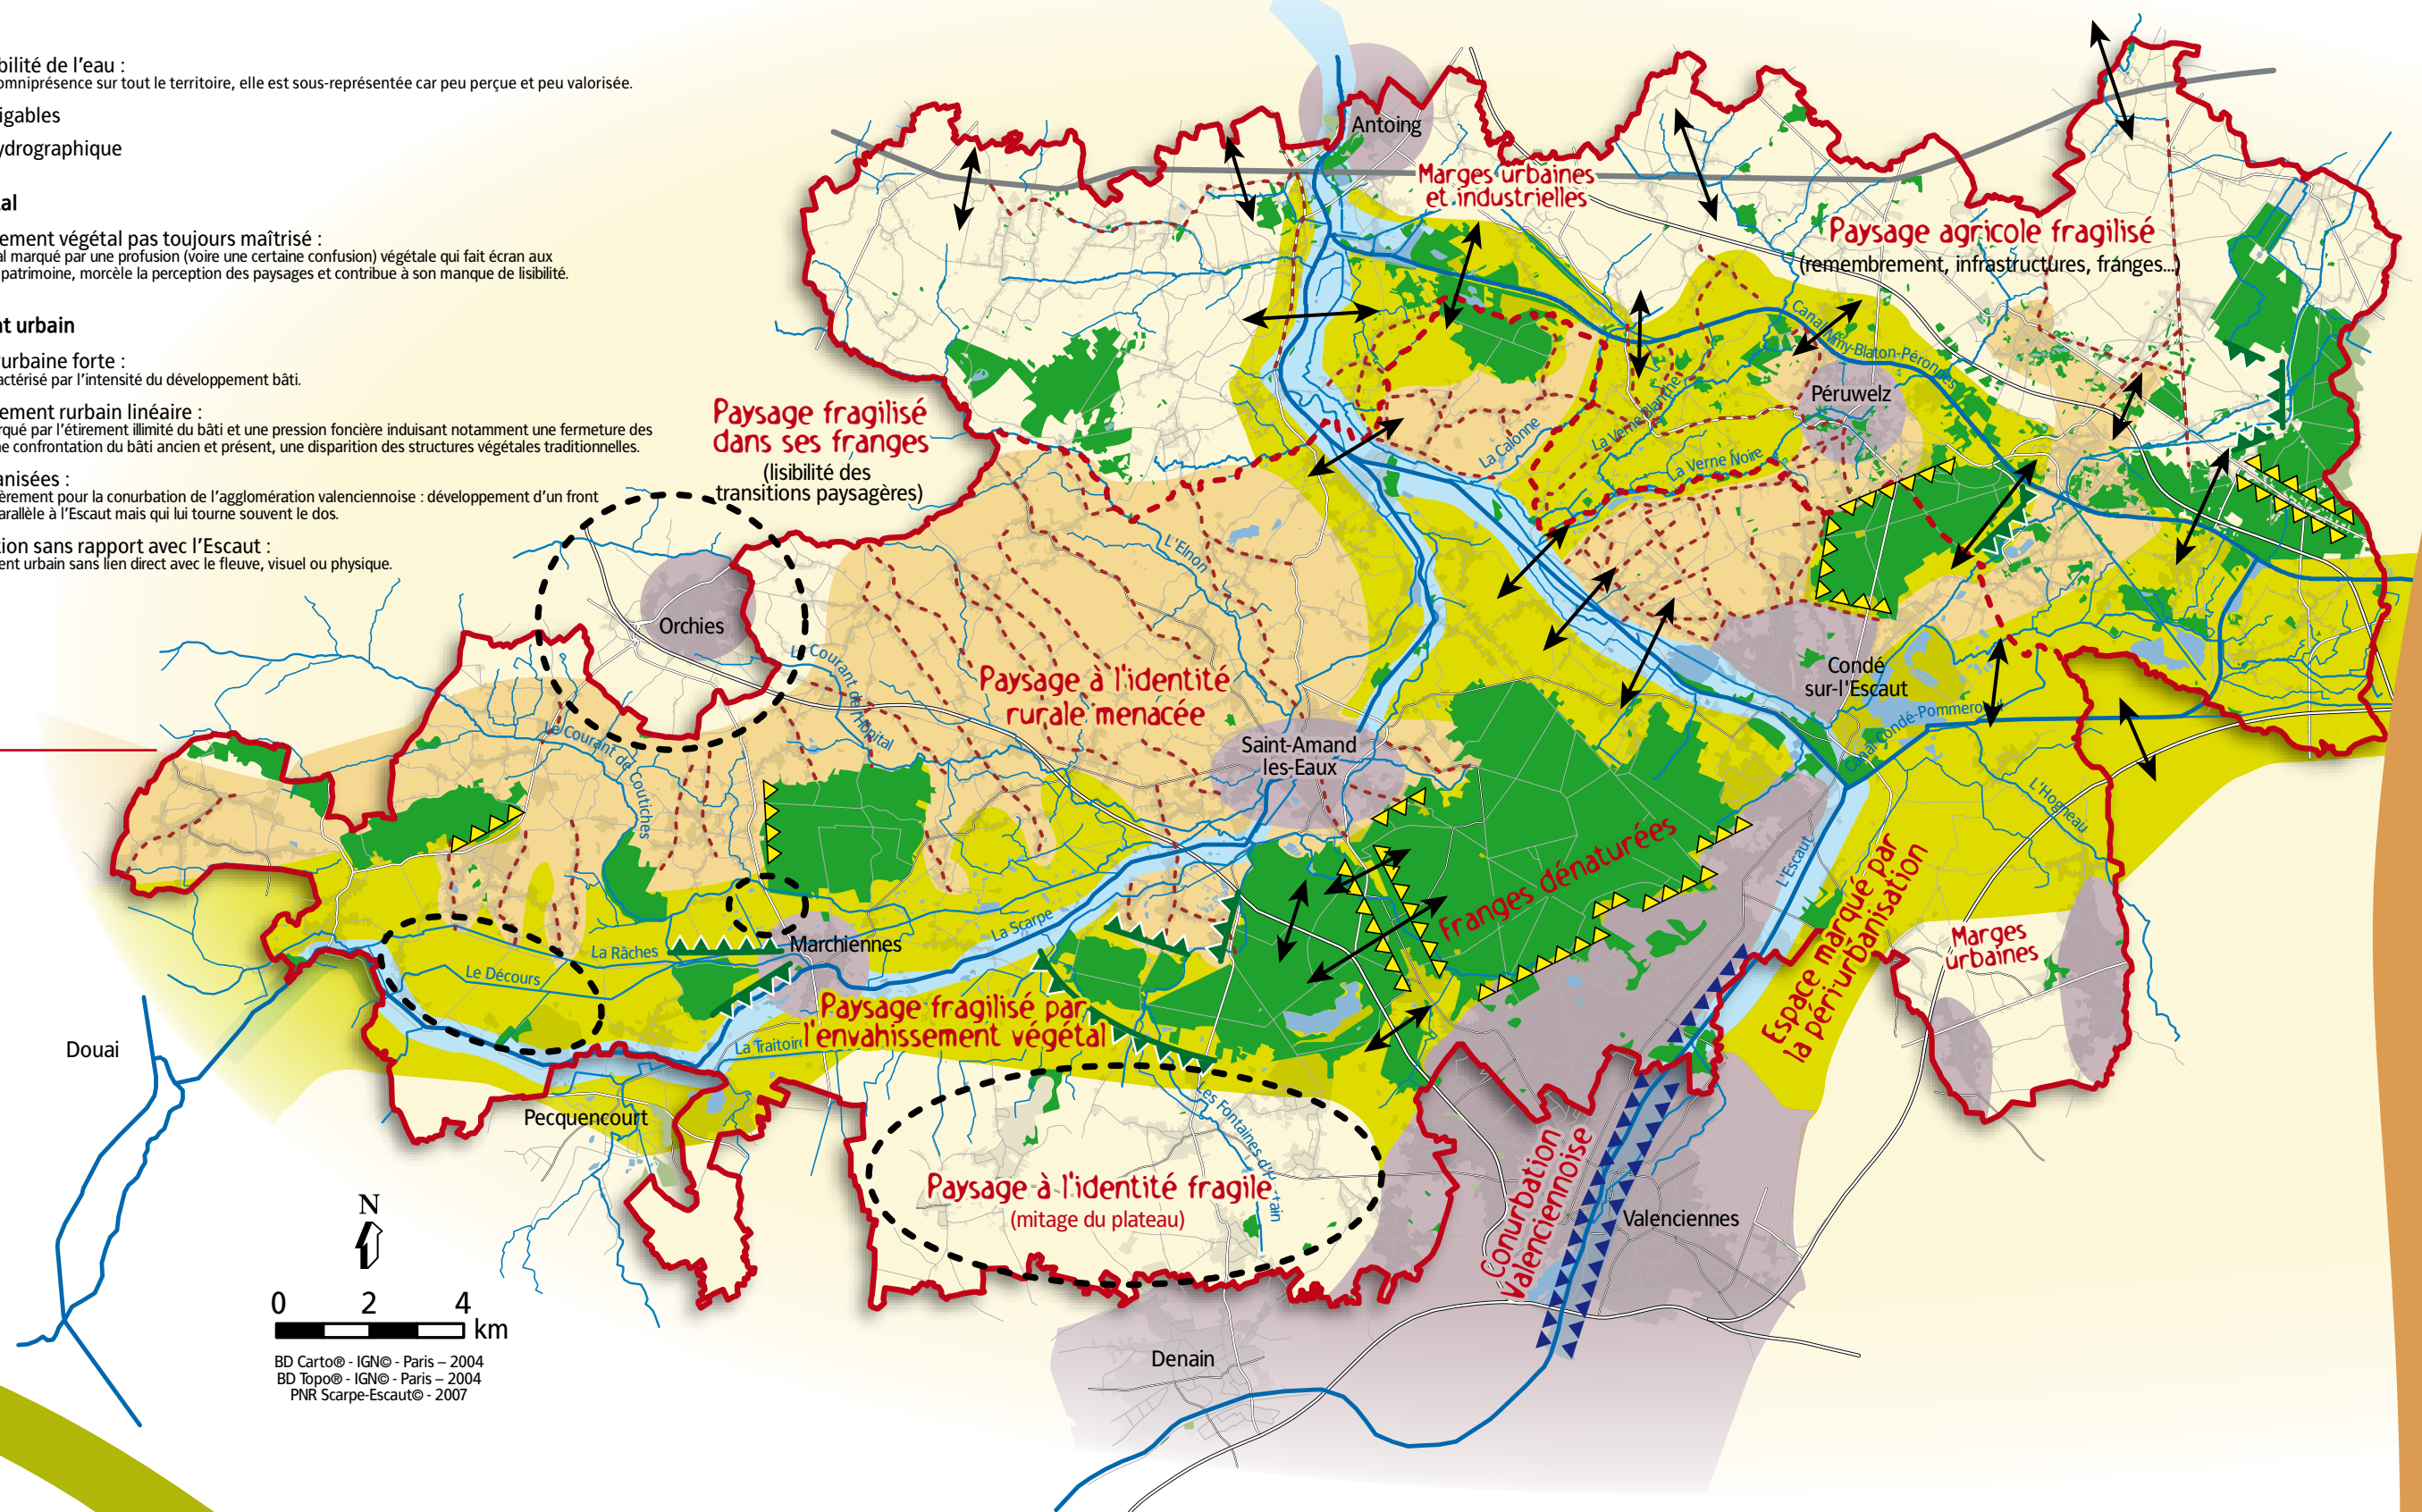 bilité de l'eau :
omniprésence sur tout le territoire, elle est sous-représentée car peu perçue et peu valorisée.
igables
ydrographique
al
ement végétal pas toujours maîtrisé :
al marqué par une profusion (voire une certaine confusion) végétale qui fait écran aux
patrimoine, morcèle la perception des paysages et contribue à son manque de lisibilité.
t urbain
urbaine forte :
actérisé par l'intensité du développement bâti.
ement rurbain linéaire :
rqué par l'étirement illimité du bâti et une pression foncière induisant notamment une fermeture des
ne confrontation du bâti ancien et présent, une disparition des structures végétales traditionnelles.
anisées :
èrement pour la conurbation de l'agglomération valenciennoise : développement d'un front
arallèle à l'Escaut mais qui lui tourne souvent le dos.
ion sans rapport avec l'Escaut :
ent urbain sans lien direct avec le fleuve, visuel ou physique.
Antoing
Marges urbaines
et industrielles
Paysage agricole fragilisé
(remembrement, infrastructures, franges...)
Péruwelz
La Calonne
La Verne Blanche
La Verne Noire
Paysage fragilisé
dans ses franges
(lisibilité des
transitions paysagères)
L'Elnon
Orchies
Courant de l'Hôpital
Paysage à l'identité
rurale menacée
Condé
sur-l'Escaut
Canal Condé-Pommeroeul
Le Courant de Coutiches
Saint-Amand
les-Eaux
L'Hogneau
Franges dénaturées
L'Escaut
Espace marqué par
la périurbanisation
Marges
urbaines
La Scarpe
Marchiennes
La Râches
Le Décours
Paysage fragilisé par
l'envahissement végétal
La Traitoire
Douai
Pecquencourt
Les Fontaines
Paysage à l'identité fragile
(mitage du plateau)
Conurbation
Valenciennoise
Valenciennes
Denain
N
0 2 4
km
BD Carto® - IGN© - Paris – 2004
BD Topo® - IGN© - Paris – 2004
PNR Scarpe-Escaut© - 2007